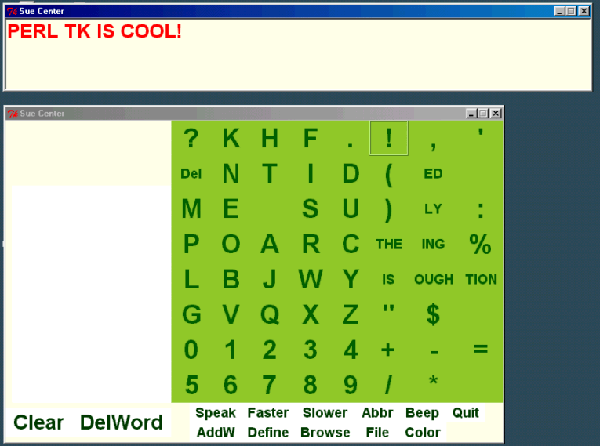 Sue Center
PERL TK IS COOL!
Sue Center
? K H F . ! , '
Del N T I D ( ED
M E S U ) LY :
P O A R C THE ING %
L B J W Y IS OUGH TION
G V Q X Z " $
0 1 2 3 4 + - =
5 6 7 8 9 / *
Clear DelWord
Speak Faster Slower Abbr Beep Quit
AddW Define Browse File Color